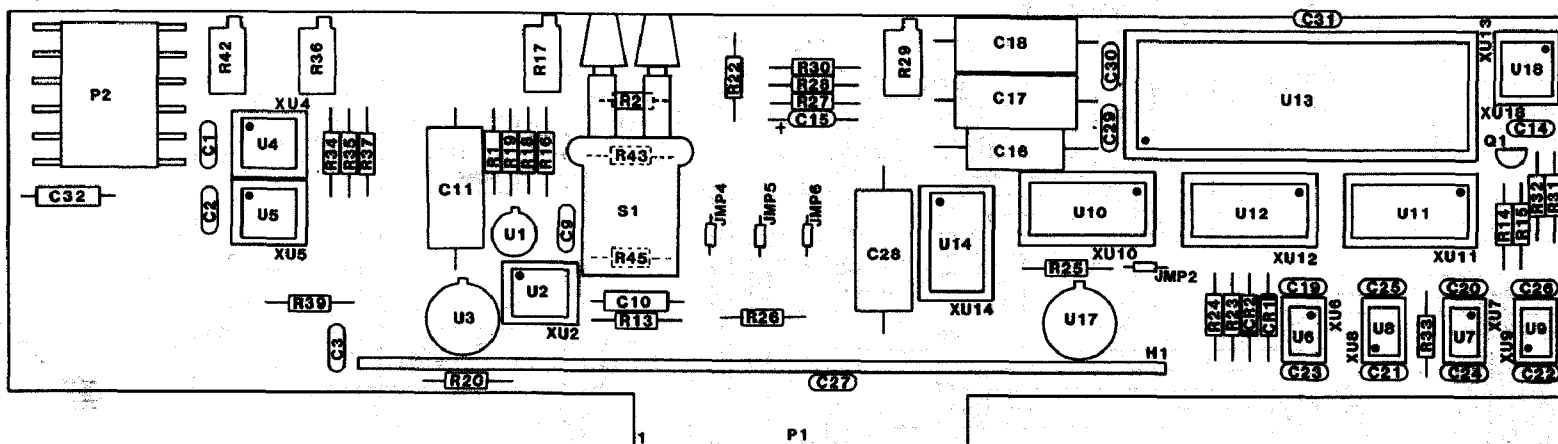 C31
P2
R42
R36
R17
R22
R30
R28
R27
C15
+
R29
C18
C17
C16
C30
C29
U13
XU13
U18
XU18
C14
Q1
XU4
U4
U5
XU5
C1
C2
C32
R34
R35
R37
C11
R1
R19
R18
R16
R2
R43
S1
R45
U1
C9
JMP4
JMP5
JMP6
C28
U14
XU14
U10
XU10
U12
XU12
U11
XU11
R14
R15
R32
R31
R39
C3
U3
U2
XU2
C10
R13
R26
R25
JMP2
U17
R24
R23
CR2
CR1
C19
U6
XU6
C23
C25
U8
XU8
C21
R33
C20
U7
XU7
C24
C26
U9
XU9
C22
H1
R20
C27
1
P1